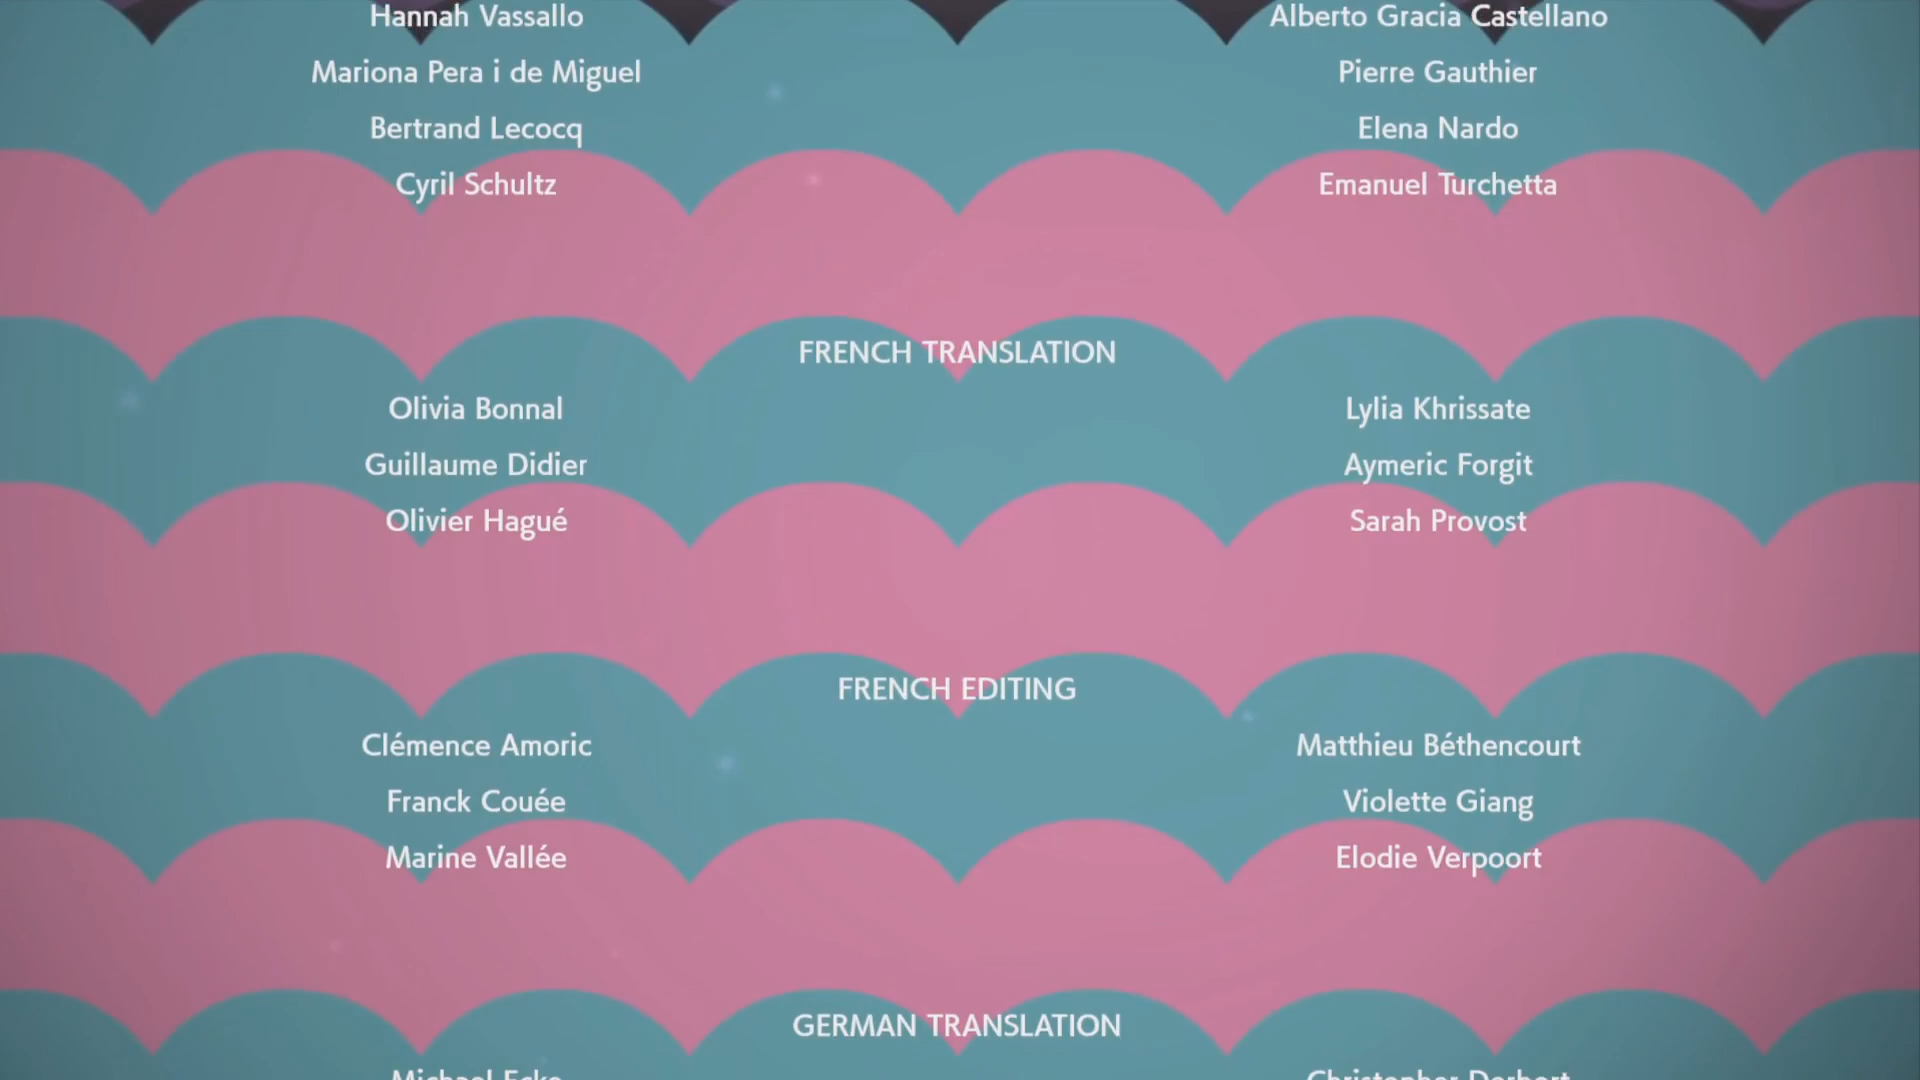 Hannah Vassallo Alberto Gracia Castellano
Mariona Pera i de Miguel Pierre Gauthier
Bertrand Lecocq Elena Nardo
Cyril Schultz Emanuel Turchetta
FRENCH TRANSLATION
Olivia Bonnal Lylia Khrissate
Guillaume Didier Aymeric Forgit
Olivier Hagué Sarah Provost
FRENCH EDITING
Clémence Amoric Matthieu Béthencourt
Franck Couée Violette Giang
Marine Vallée Elodie Verpoort
GERMAN TRANSLATION
Michael Christopher